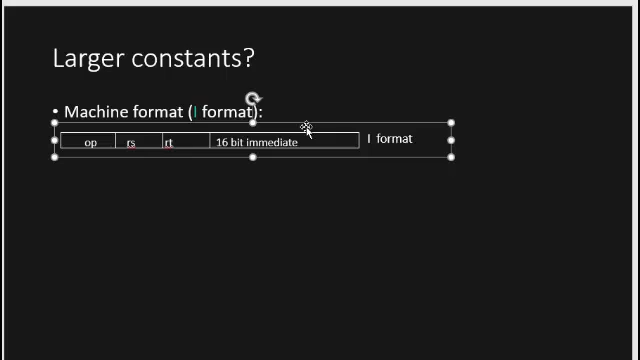 Larger constants?
• Machine format (I format):
op rs rt 16 bit immediate I format